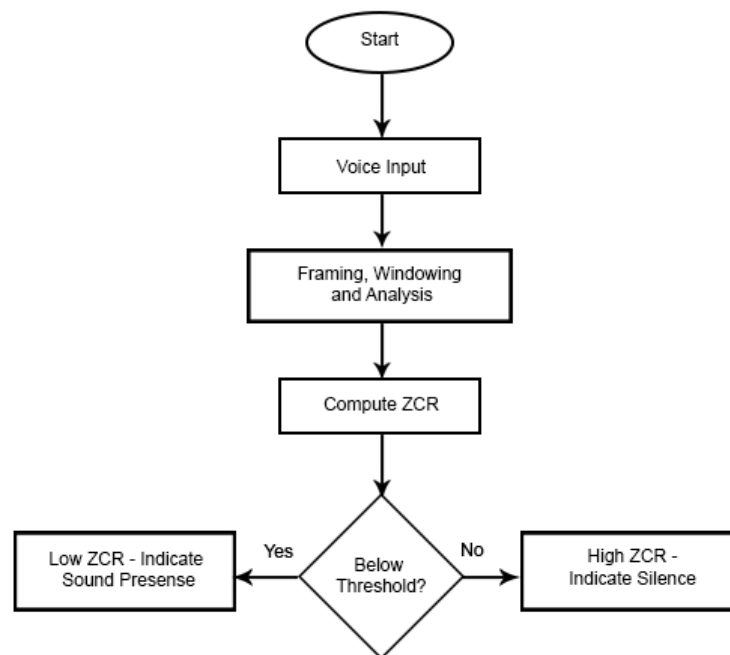 Start
Voice Input
Framing, Windowing
and Analysis
Compute ZCR
Below
Threshold?
Yes
Low ZCR - Indicate
Sound Presense
No
High ZCR -
Indicate Silence